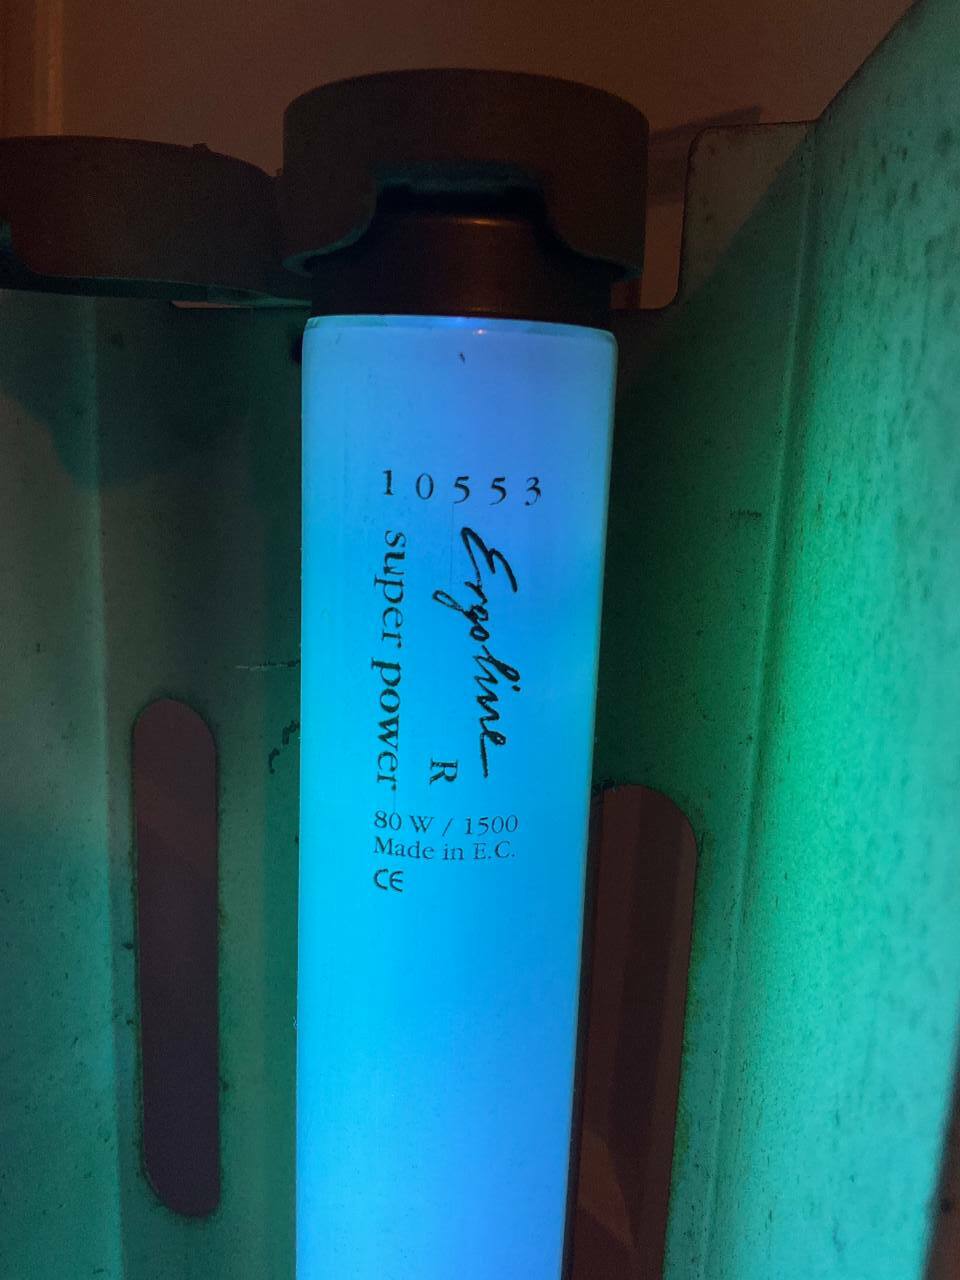 10553
Ergoline
R
super power
80 W / 1500
Made in E.C.
CE